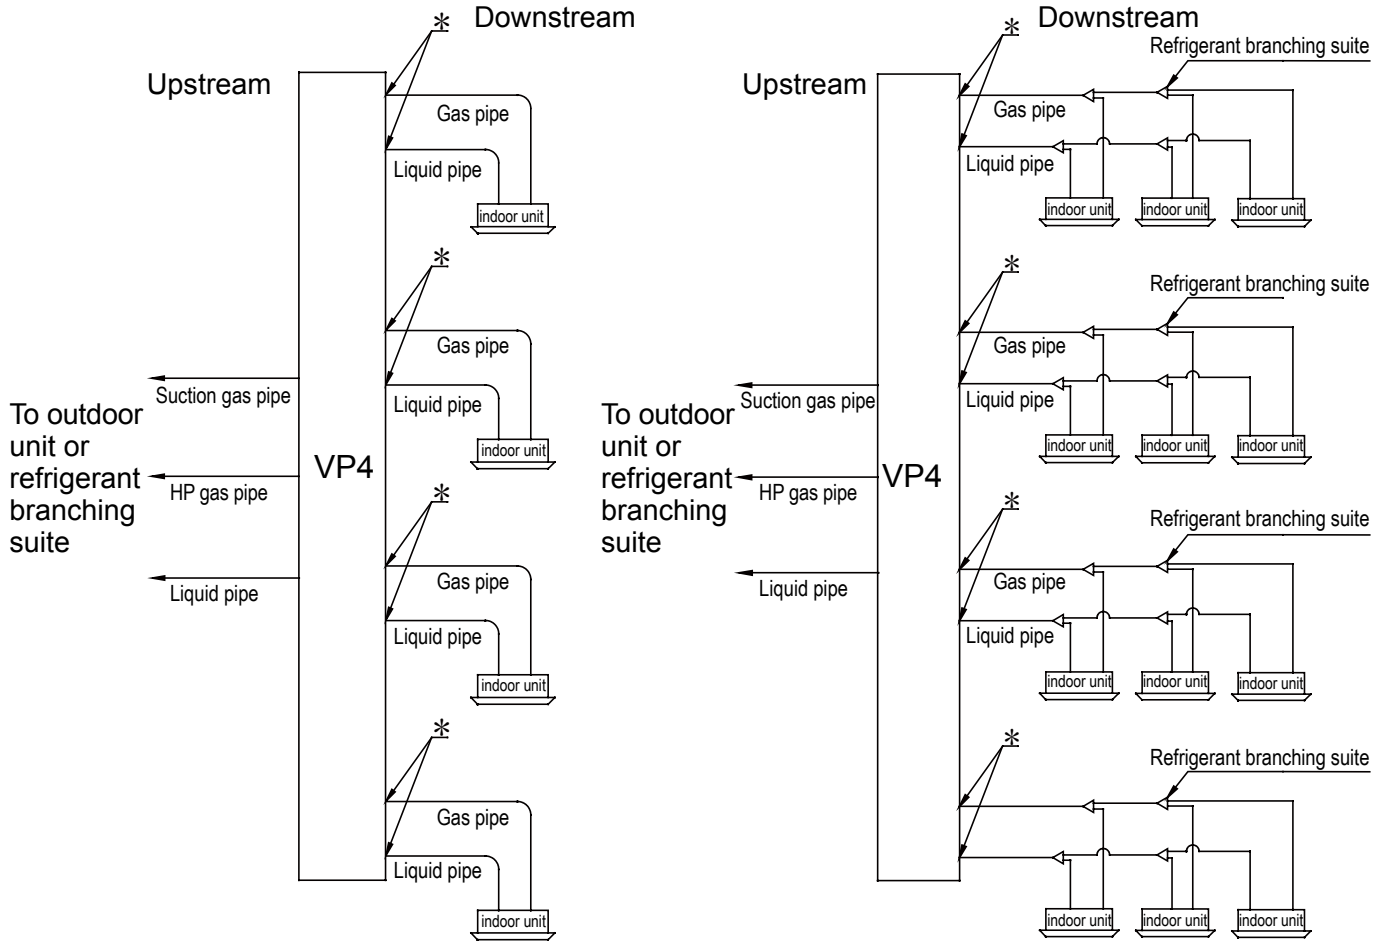 Downstream
*
Upstream
Gas pipe
Liquid pipe
indoor unit
*
Gas pipe
Liquid pipe
indoor unit
Suction gas pipe
To outdoor
unit or
refrigerant
branching
suite
VP4
HP gas pipe
Liquid pipe
*
Gas pipe
Liquid pipe
indoor unit
*
Gas pipe
Liquid pipe
indoor unit
Downstream
*
Refrigerant branching suite
Upstream
Gas pipe
Liquid pipe
indoor unit
indoor unit
indoor unit
*
Refrigerant branching suite
Gas pipe
Liquid pipe
indoor unit
indoor unit
indoor unit
Suction gas pipe
To outdoor
unit or
refrigerant
branching
suite
VP4
HP gas pipe
Liquid pipe
*
Refrigerant branching suite
Gas pipe
Liquid pipe
indoor unit
indoor unit
indoor unit
*
Refrigerant branching suite
indoor unit
indoor unit
indoor unit